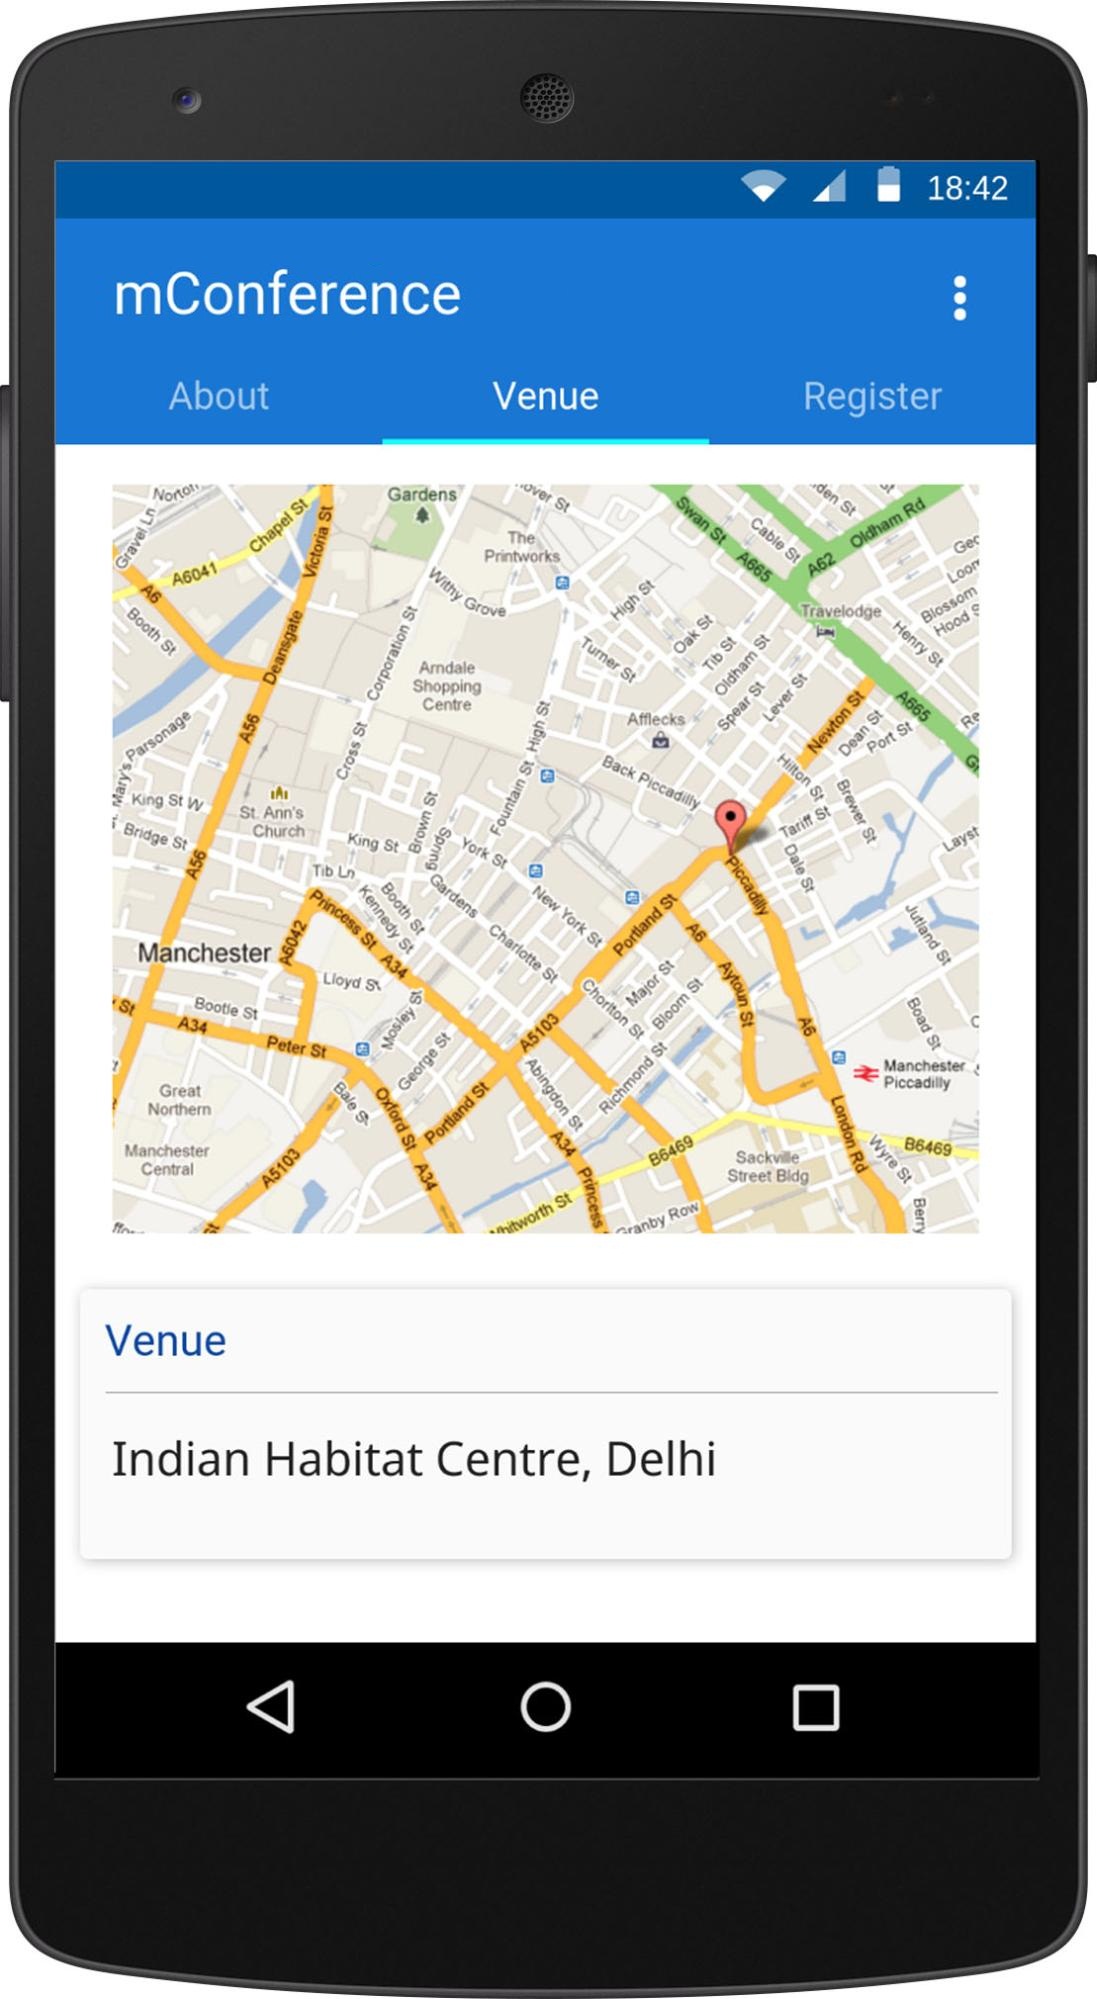 18:42
mConference
About Venue Register
Norton
Gravel Ln
Chapel St
Victoria St
Gardens
The
Printworks
Swan St
Cable St
Oldham Rd
A6041
A6
A665
A62
Booth St
Deansgate
Withy Grove
High St
Travelodge
Corporation St
Turner St
Oak St
Tib St
Oldham St
Henry St
Blossom
Hood S
Arndale
Shopping
Centre
Spear St
Lever St
A665
A56
Cross St
High St
Afflecks
Newton St
Dean St
Port St
Mary's Parsonage
Back Piccadilly
Hilton St
King St W
St. Ann's
Church
Fountain St
Brewer St
Tariff St
Bridge St
King St
Brown St
Spring
Gardens
York St
Dale St
Piccadilly
A56
Tib Ln
Kennedy St
Booth St
New York St
Portland St
Jutland St
Princess St
A6042
A34
Charlotte St
A6
Manchester
Lloyd St
Major St
Bloom St
Aytoun St
Chorlton St
Bootle St
Mosley St
A34
Peter St
George St
A5103
A6
Boad St
Manchester
Piccadilly
Great
Northern
Bale St
Oxford St
Portland St
Abingdon St
Richmond St
London Rd
Manchester
Central
A5103
A34
A34
B6469
B6469
Wyre St
Sackville
Street Bldg
Princess
Whitworth St
Granby Row
Berry
Venue
Indian Habitat Centre, Delhi